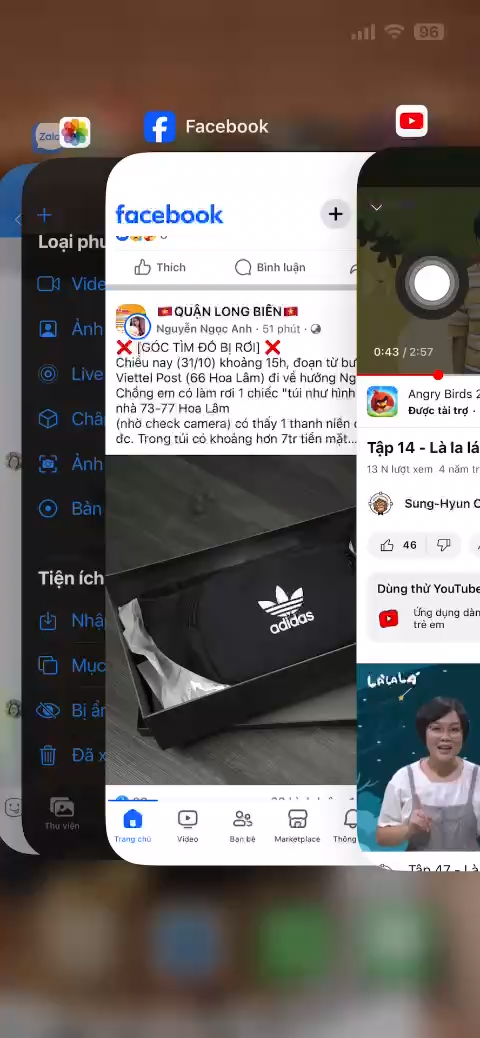 96
Zalo
Facebook
facebook
Thích
Bình luận
QUẬN LONG BIÊN
Nguyễn Ngọc Anh · 51 phút ·
[GÓC TÌM ĐỒ BỊ RƠI]
Chiều nay (31/10) khoảng 15h, đoạn từ bư
Viettel Post (66 Hoa Lâm) đi về hướng Ng
Chồng em có làm rơi 1 chiếc "túi như hình
nhà 73-77 Hoa Lâm
(nhờ check camera) có thấy 1 thanh niên đ
đc. Trong túi có khoảng hơn 7tr tiền mặt...
adidas
Trang chủ
Video
Bạn bè
Marketplace
Thông
Loại phu
Vide
Ảnh
Live
Châ
Ảnh
Bản
Tiện ích
Nhậ
Mục
Bị ẩn
Đã x
Thư viện
0:43 / 2:57
Angry Birds 2
Được tài trợ ·
Tập 14 - Là la lá
13 N lượt xem 4 năm tr
Sung-Hyun C
46
Dùng thử YouTube
Ứng dụng dàn
trẻ em
LALALA
Tập 47 - Là